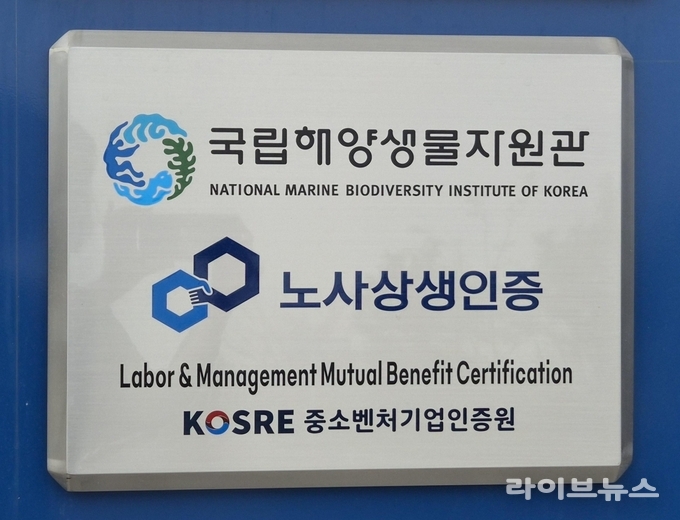 국립해양생물자원관
NATIONAL MARINE BIODIVERSITY INSTITUTE OF KOREA
노사상생인증
Labor & Management Mutual Benefit Certification
KOSRE 중소벤처기업인증원
라이브뉴스